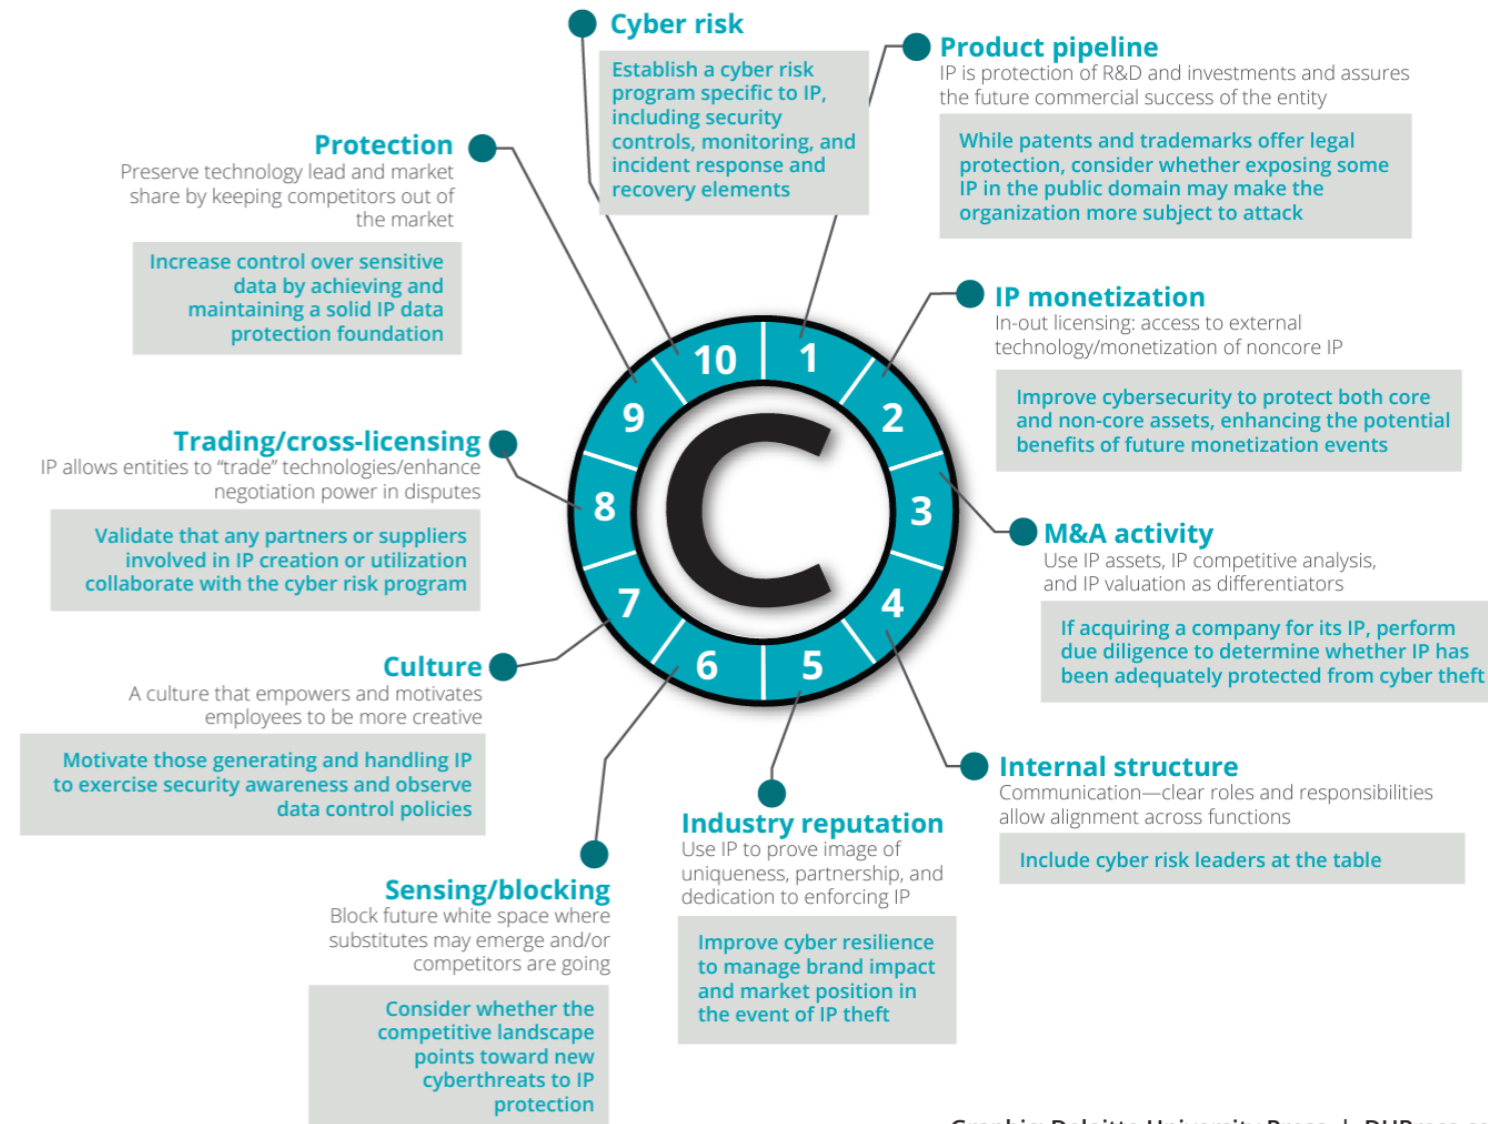 Cyber risk
Establish a cyber risk
program specific to IP,
including security
controls, monitoring, and
incident response and
recovery elements
Product pipeline
IP is protection of R&D and investments and assures
the future commercial success of the entity
While patents and trademarks offer legal
protection, consider whether exposing some
IP in the public domain may make the
organization more subject to attack
Protection
Preserve technology lead and market
share by keeping competitors out of
the market
Increase control over sensitive
data by achieving and
maintaining a solid IP data
protection foundation
IP monetization
In-out licensing: access to external
technology/monetization of noncore IP
Improve cybersecurity to protect both core
and non-core assets, enhancing the potential
benefits of future monetization events
10
1
9
2
8
3
7
4
6
5
C
Trading/cross-licensing
IP allows entities to “trade” technologies/enhance
negotiation power in disputes
Validate that any partners or suppliers
involved in IP creation or utilization
collaborate with the cyber risk program
M&A activity
Use IP assets, IP competitive analysis,
and IP valuation as differentiators
If acquiring a company for its IP, perform
due diligence to determine whether IP has
been adequately protected from cyber theft
Culture
A culture that empowers and motivates
employees to be more creative
Motivate those generating and handling IP
to exercise security awareness and observe
data control policies
Internal structure
Communication—clear roles and responsibilities
allow alignment across functions
Include cyber risk leaders at the table
Industry reputation
Use IP to prove image of
uniqueness, partnership, and
dedication to enforcing IP
Improve cyber resilience
to manage brand impact
and market position in
the event of IP theft
Sensing/blocking
Block future white space where
substitutes may emerge and/or
competitors are going
Consider whether the
competitive landscape
points toward new
cyberthreats to IP
protection
Graphic: Deloitte University Press |